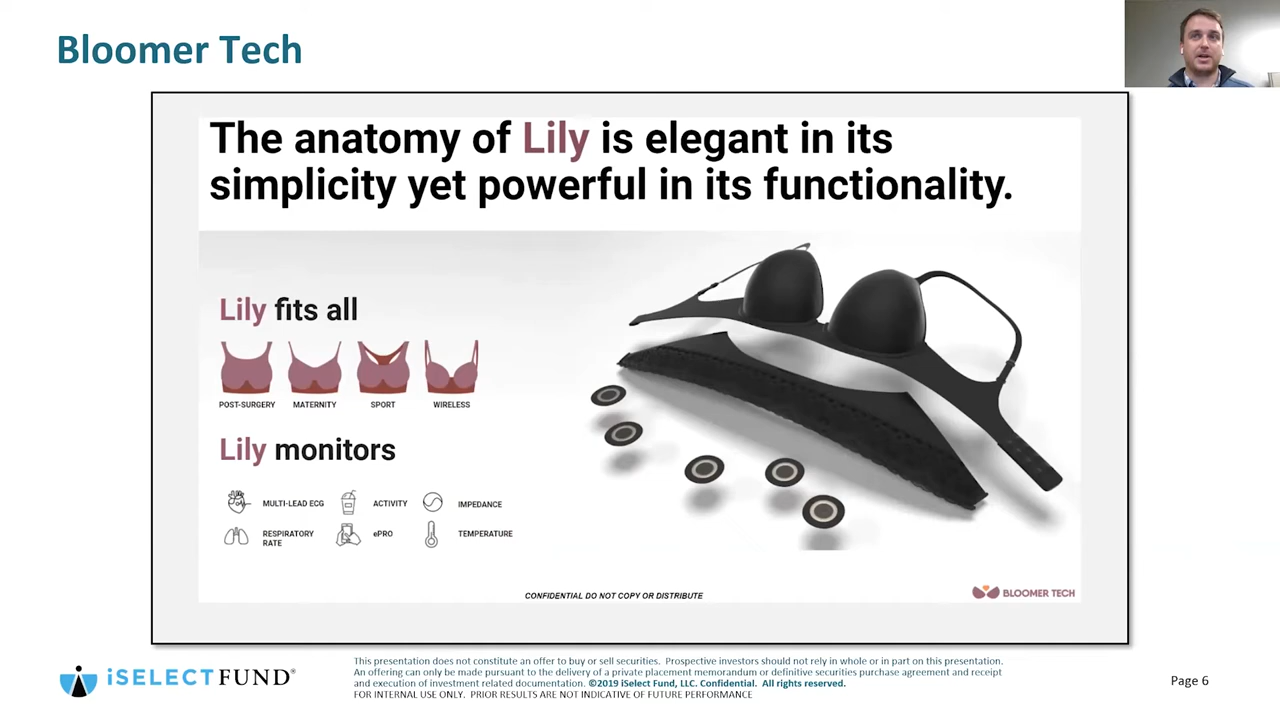 Bloomer Tech
The anatomy of Lily is elegant in its
simplicity yet powerful in its functionality.
Lily fits all
POST-SURGERY MATERNITY SPORT WIRELESS
Lily monitors
MULTI-LEAD ECG ACTIVITY IMPEDANCE
RESPIRATORY RATE ePRO TEMPERATURE
CONFIDENTIAL DO NOT COPY OR DISTRIBUTE
BLOOMER TECH
iSELECTFUND®
This presentation does not constitute an offer to buy or sell securities. Prospective investors should not rely in whole or in part on this presentation.
An offering can only be made pursuant to the delivery of a private placement memorandum or definitive securities purchase agreement and receipt
and execution of investment related documentation. ©2019 iSelect Fund, LLC. Confidential. All rights reserved.
FOR INTERNAL USE ONLY. PRIOR RESULTS ARE NOT INDICATIVE OF FUTURE PERFORMANCE
Page 6